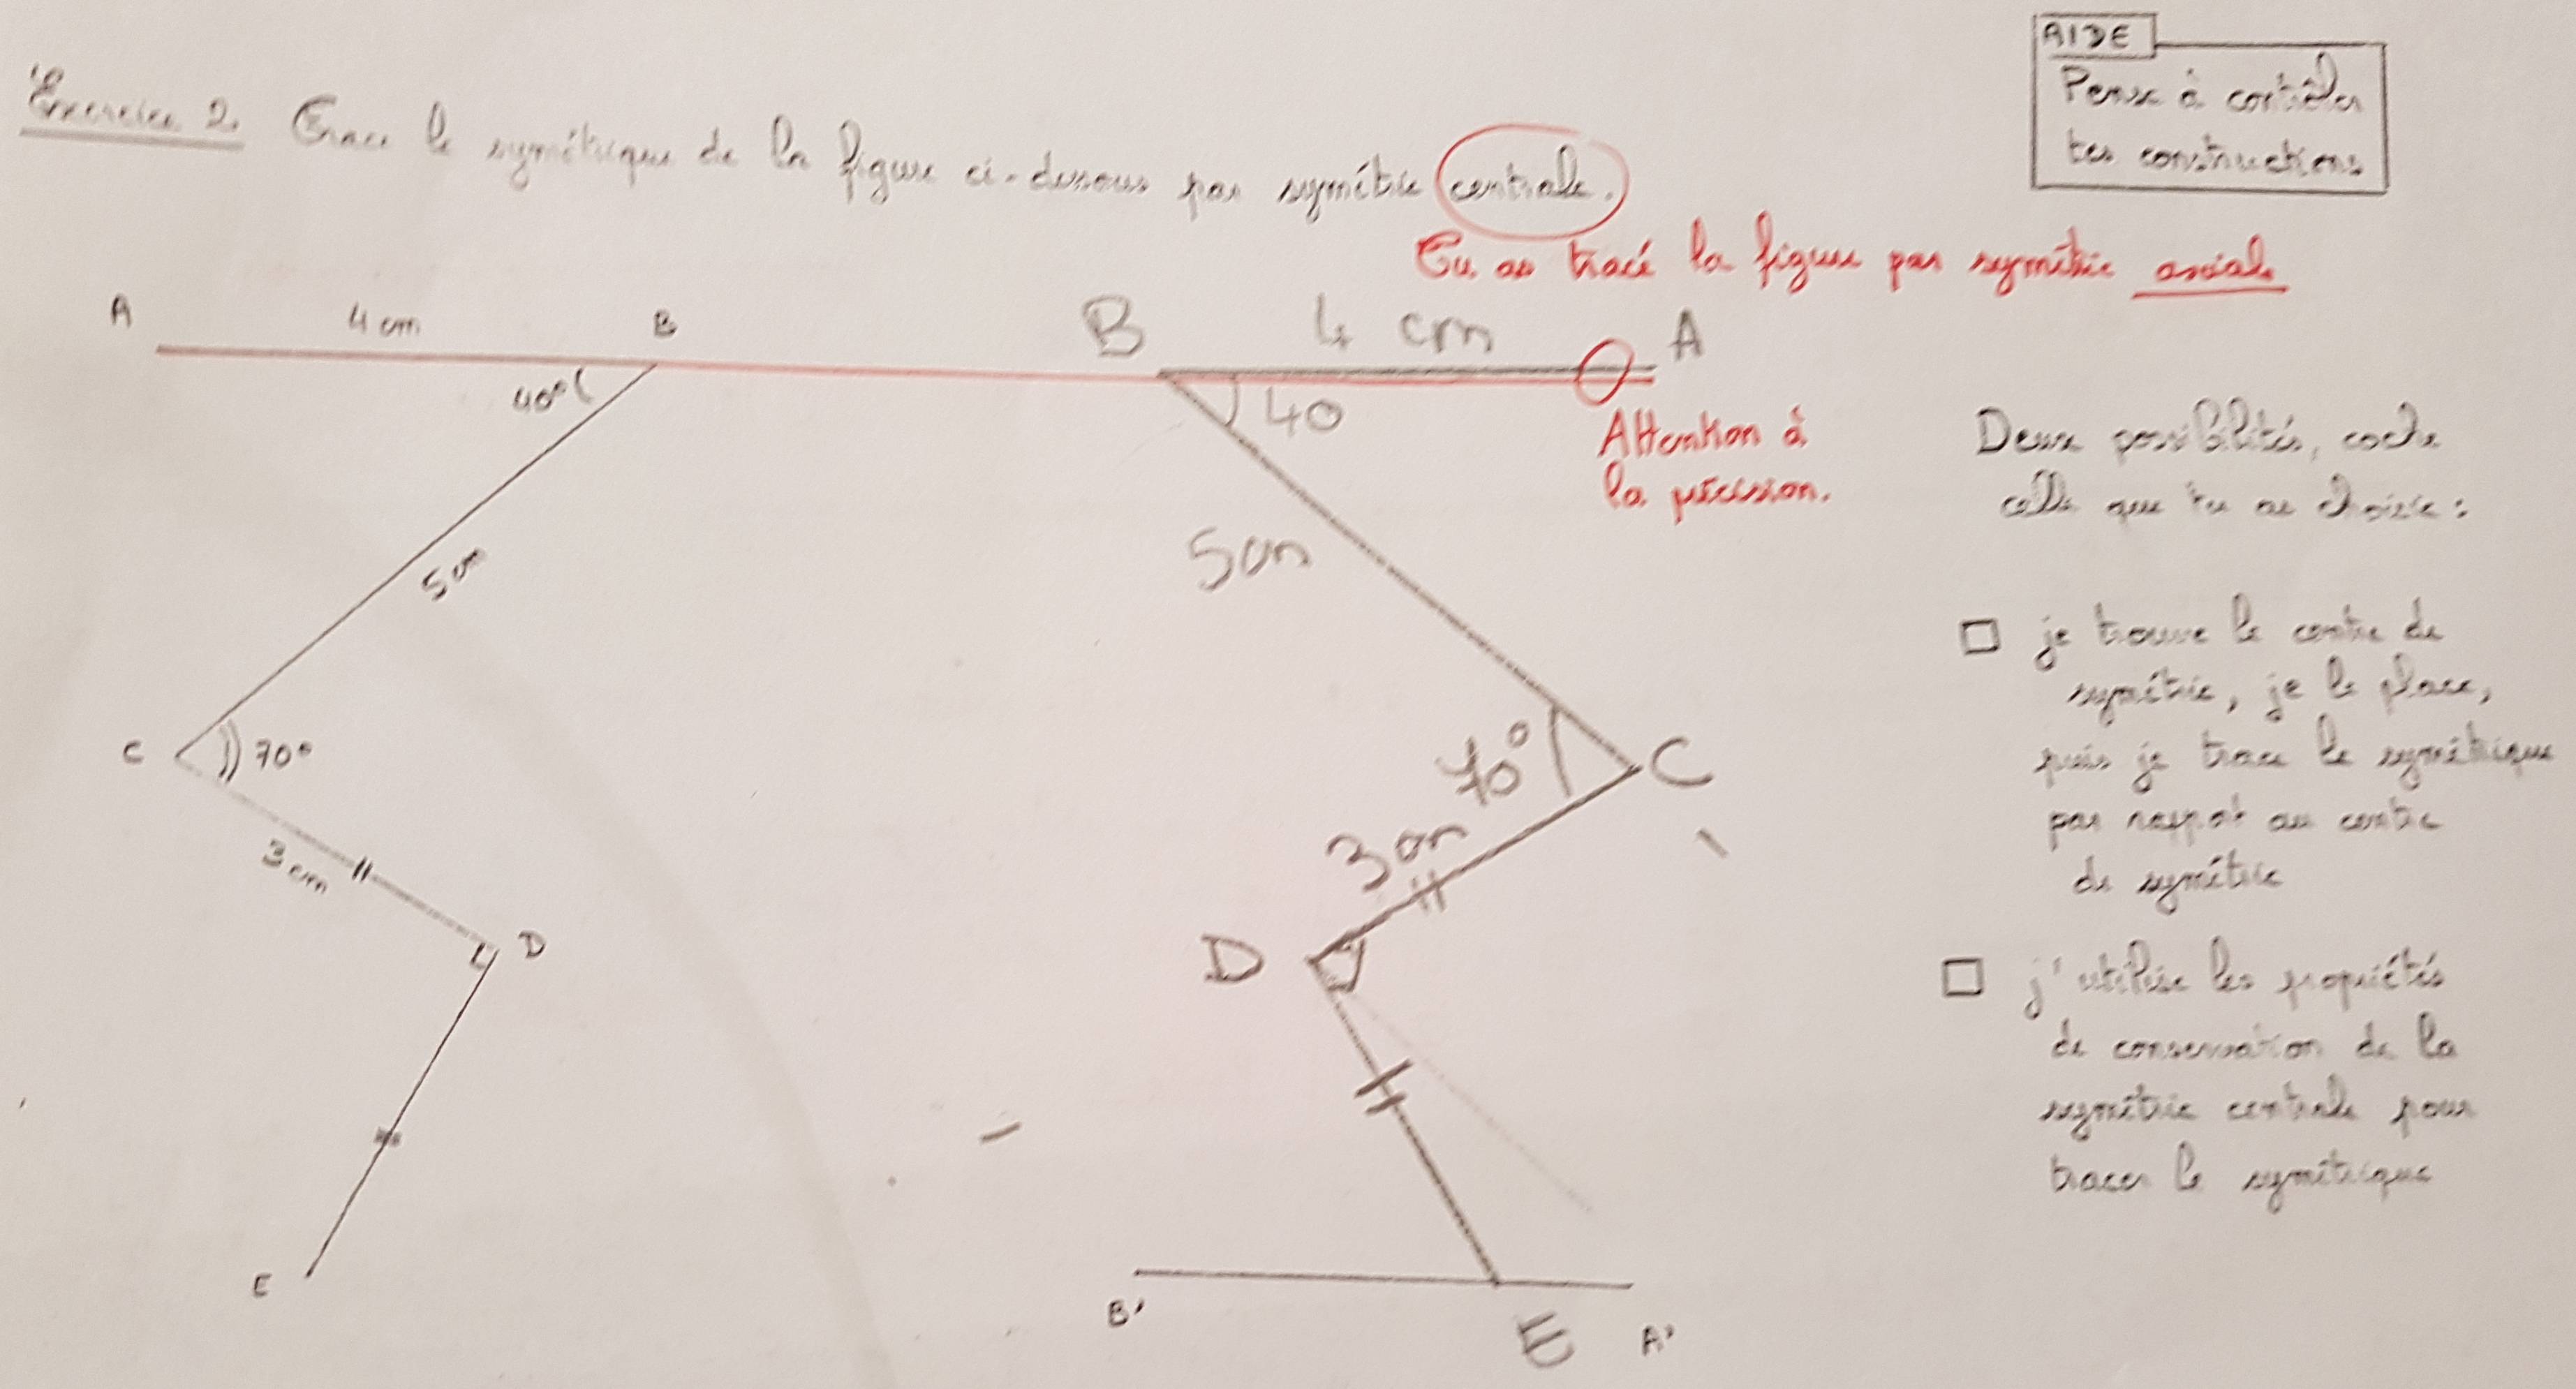 Exercice 2. Trace le symétrique de la figure ci-dessous par symétrie centrale.
AIDE
Pense à contrôler
tes constructions
Tu as tracé la figure par symétrie axiale
A 4 cm B
B 4 cm A
40°
40
Attention à
la précision.
5 cm
5cm
C 70°
70° C
3 cm
3 cm
D
D
E
B' E A'
Deux possibilités, coche
celle que tu as choisie :
je trouve le centre de
symétrie, je le place,
puis je trace le symétrique
par rappot au centre
de symétrie
j'utilise les propriétés
de conservation de la
symétrie centrale pour
tracer le symétrique